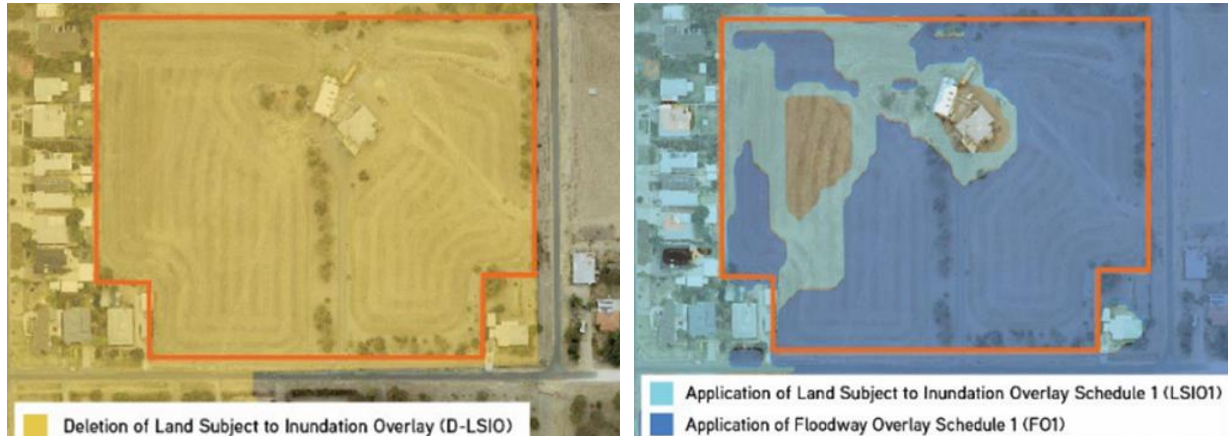 Deletion of Land Subject to Inundation Overlay (D-LSIO)
Application of Land Subject to Inundation Overlay Schedule 1 (LSIO1)
Application of Floodway Overlay Schedule 1 (FO1)